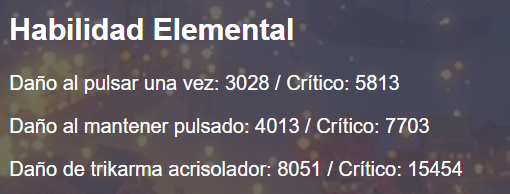 Habilidad Elemental
Daño al pulsar una vez: 3028 / Crítico: 5813
Daño al mantener pulsado: 4013 / Crítico: 7703
Daño de trikarma acrisolador: 8051 / Crítico: 15454